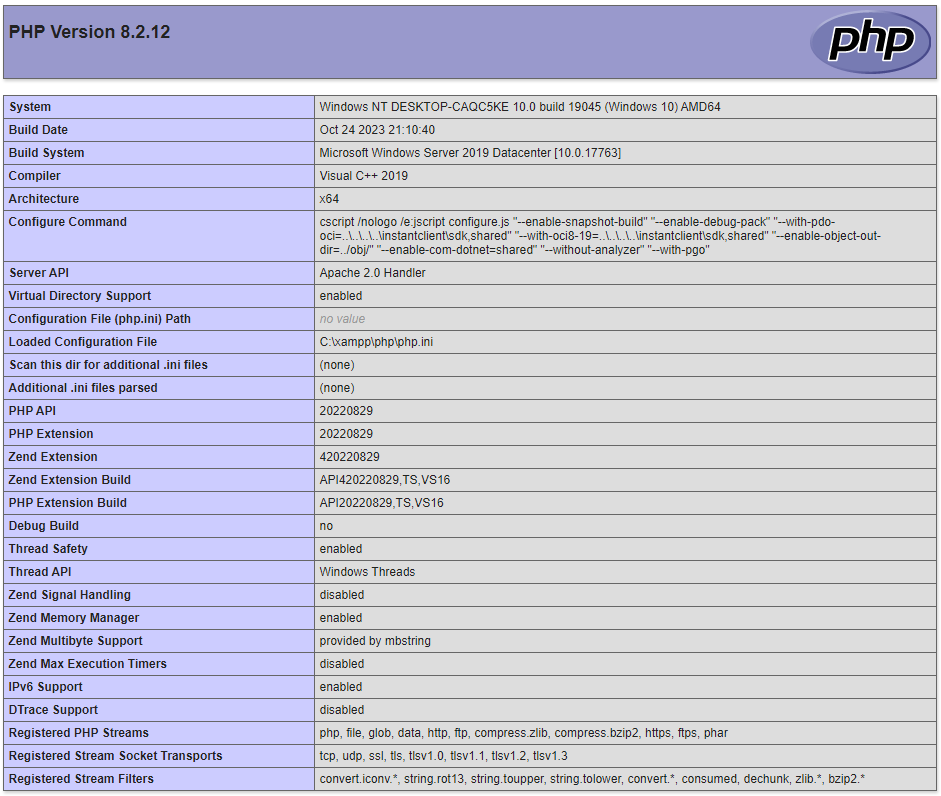 PHP Version 8.2.12
php
System Windows NT DESKTOP-CAQC5KE 10.0 build 19045 (Windows 10) AMD64
Build Date Oct 24 2023 21:10:40
Build System Microsoft Windows Server 2019 Datacenter [10.0.17763]
Compiler Visual C++ 2019
Architecture x64
Configure Command cscript /nologo /e:jscript configure.js "--enable-snapshot-build" "--enable-debug-pack" "--with-pdo-
oci=..\..\..\..\instantclient\sdk,shared" "--with-oci8-19=..\..\..\..\instantclient\sdk,shared" "--enable-object-out-
dir=../obj/" "--enable-com-dotnet=shared" "--without-analyzer" "--with-pgo"
Server API Apache 2.0 Handler
Virtual Directory Support enabled
Configuration File (php.ini) Path no value
Loaded Configuration File C:\xampp\php\php.ini
Scan this dir for additional .ini files (none)
Additional .ini files parsed (none)
PHP API 20220829
PHP Extension 20220829
Zend Extension 420220829
Zend Extension Build API420220829,TS,VS16
PHP Extension Build API20220829,TS,VS16
Debug Build no
Thread Safety enabled
Thread API Windows Threads
Zend Signal Handling disabled
Zend Memory Manager enabled
Zend Multibyte Support provided by mbstring
Zend Max Execution Timers disabled
IPv6 Support enabled
DTrace Support disabled
Registered PHP Streams php, file, glob, data, http, ftp, compress.zlib, compress.bzip2, https, ftps, phar
Registered Stream Socket Transports tcp, udp, ssl, tls, tlsv1.0, tlsv1.1, tlsv1.2, tlsv1.3
Registered Stream Filters convert.iconv.*, string.rot13, string.toupper, string.tolower, convert.*, consumed, dechunk, zlib.*, bzip2.*